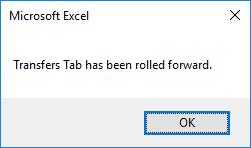 Microsoft Excel
Transfers Tab has been rolled forward.
OK